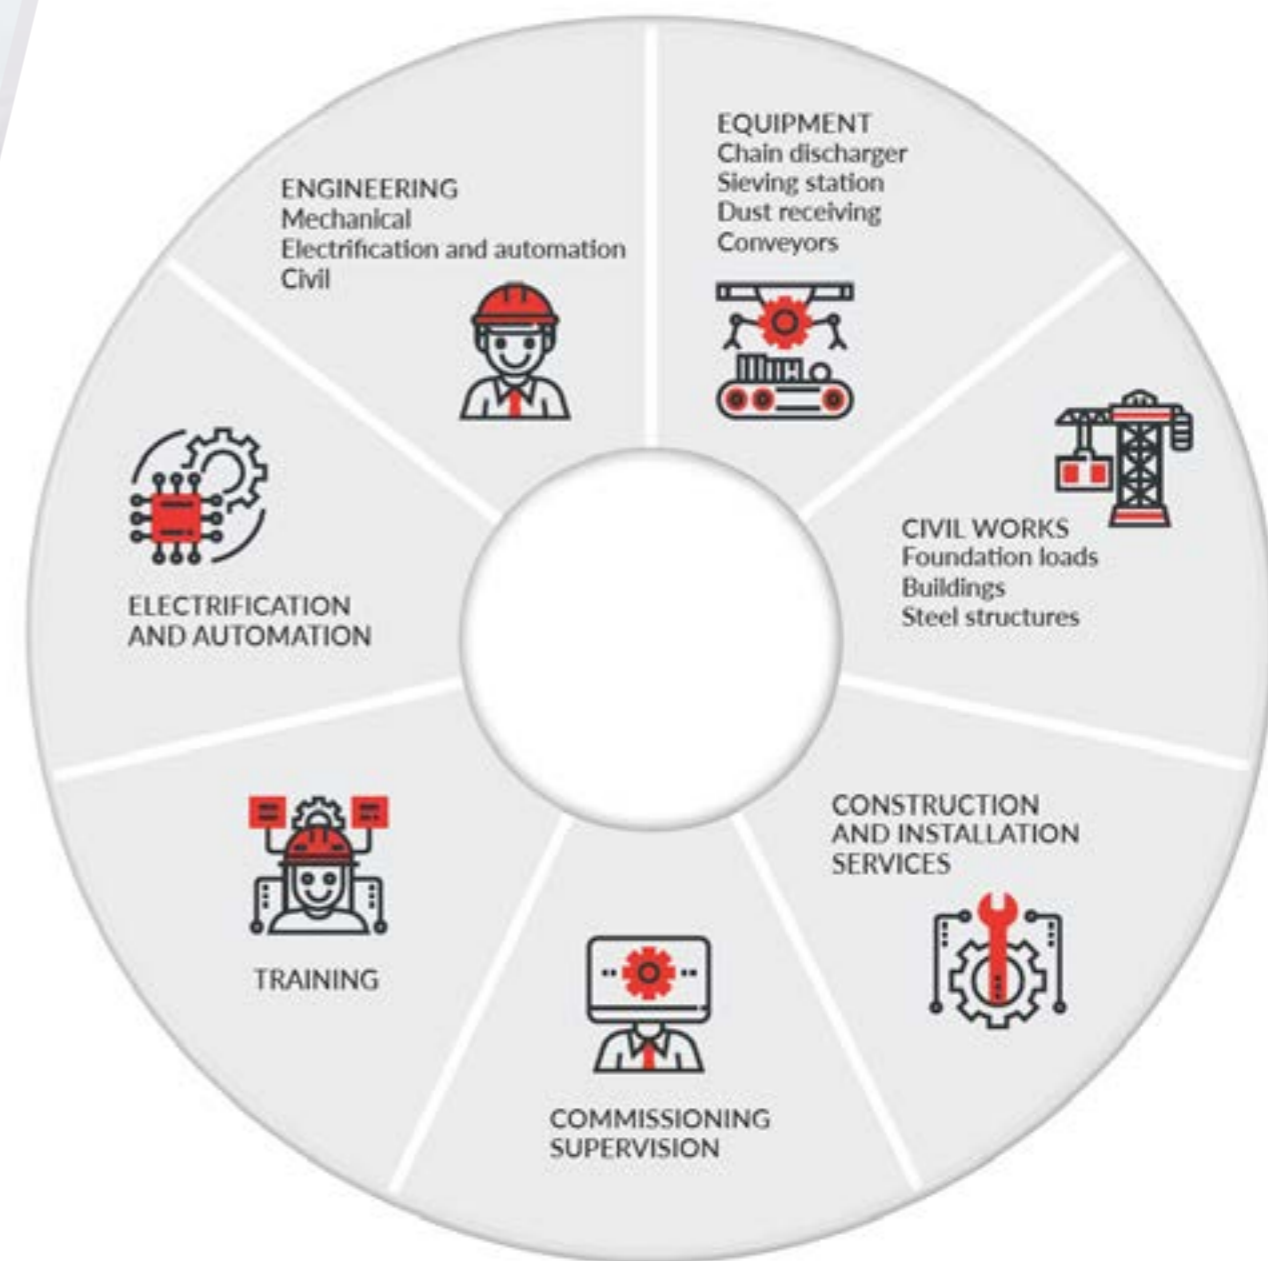 ENGINEERING
Mechanical
Electrification and automation
Civil
EQUIPMENT
Chain discharger
Sieving station
Dust receiving
Conveyors
CIVIL WORKS
Foundation loads
Buildings
Steel structures
CONSTRUCTION
AND INSTALLATION
SERVICES
COMMISSIONING
SUPERVISION
TRAINING
ELECTRIFICATION
AND AUTOMATION